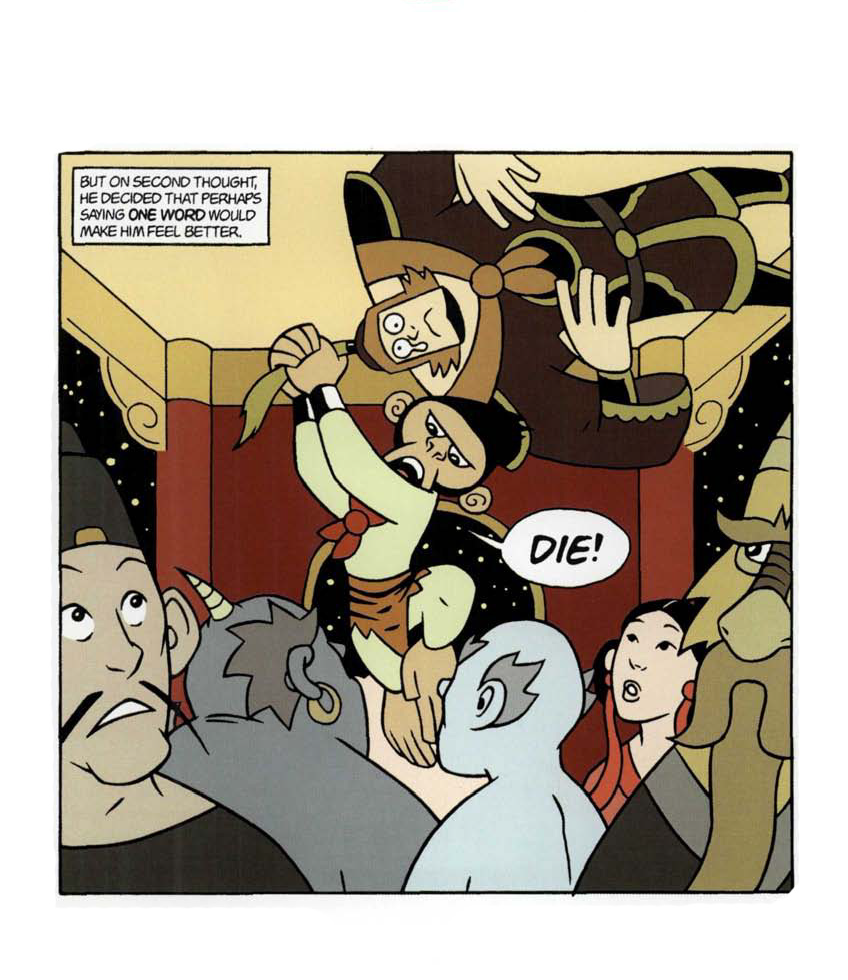 BUT ON SECOND THOUGHT,
HE DECIDED THAT PERHAPS
SAYING ONE WORD WOULD
MAKE HIM FEEL BETTER.
DIE!